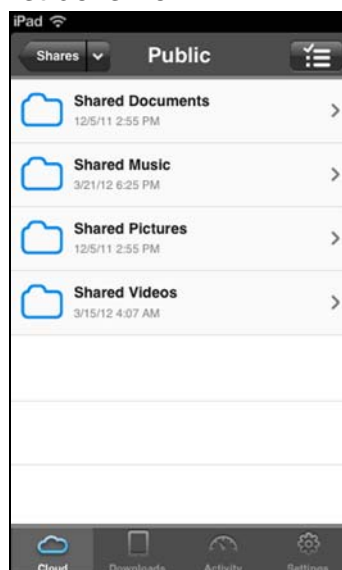 iPad
Shares
Public
Shared Documents
12/5/11 2:55 PM
Shared Music
3/21/12 6:25 PM
Shared Pictures
12/5/11 2:55 PM
Shared Videos
3/15/12 4:07 AM
Cloud
Downloads
Activity
Settings